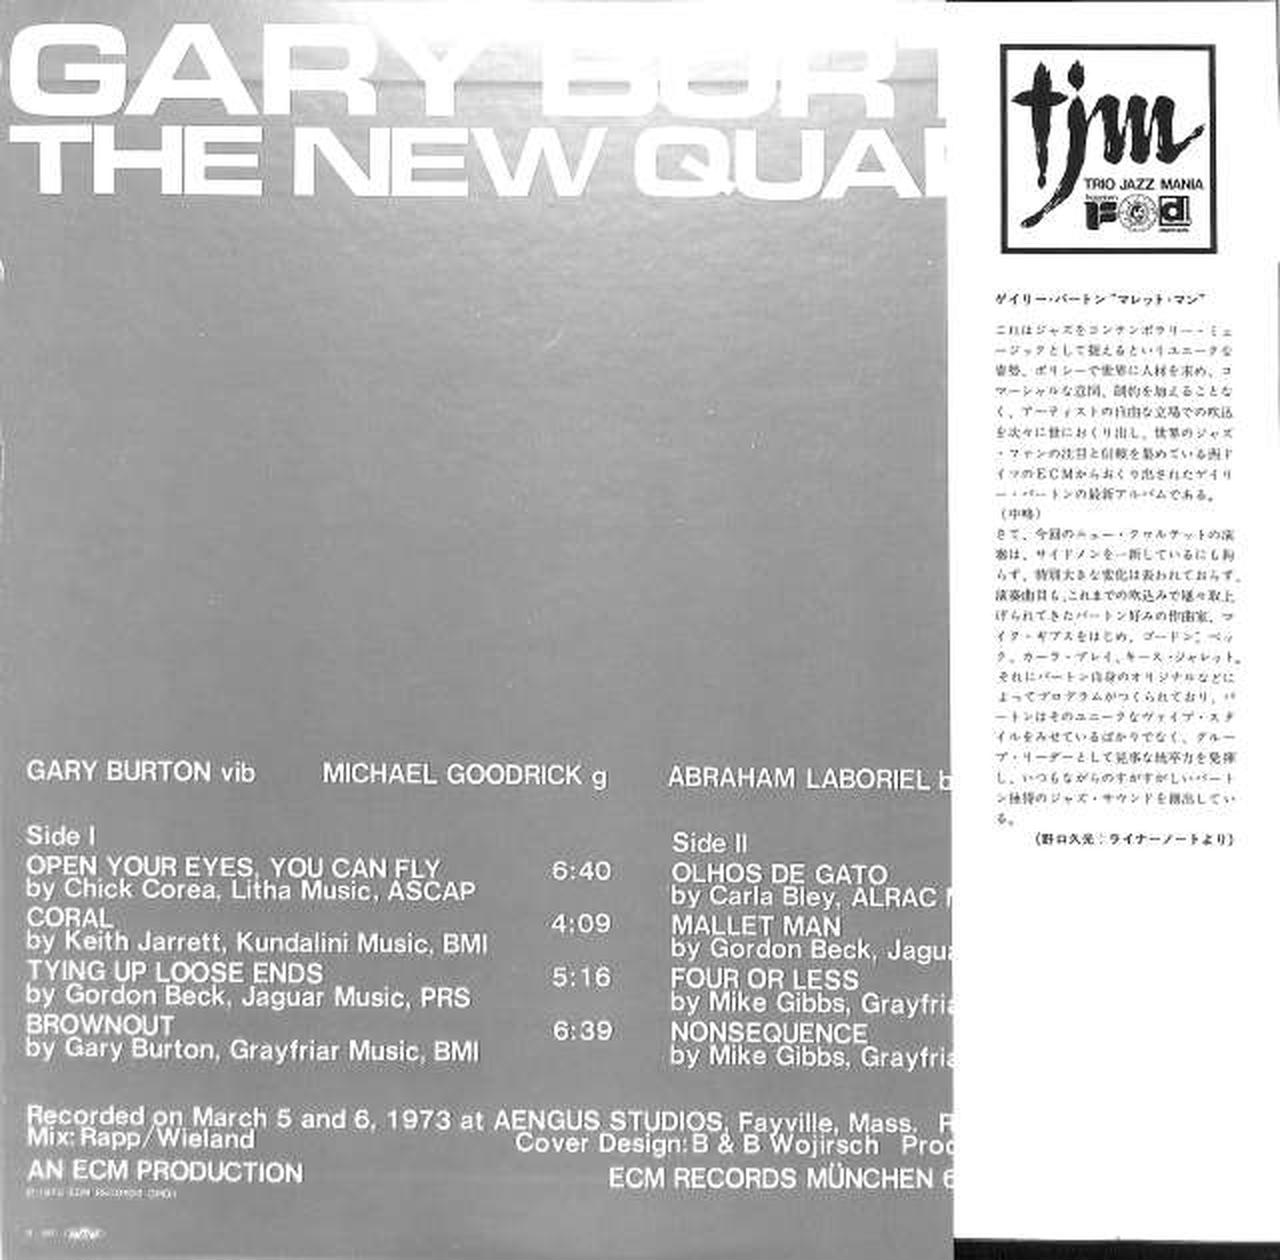 GARY BURT
THE NEW QUAR
GARY BURTON vib MICHAEL GOODRICK g ABRAHAM LABORIEL b
Side I
OPEN YOUR EYES, YOU CAN FLY 6:40
by Chick Corea, Litha Music, ASCAP
CORAL 4:09
by Keith Jarrett, Kundalini Music, BMI
TYING UP LOOSE ENDS 5:16
by Gordon Beck, Jaguar Music, PRS
BROWNOUT 6:39
by Gary Burton, Grayfriar Music, BMI
Side II
OLHOS DE GATO
by Carla Bley, ALRAC
MALLET MAN
by Gordon Beck, Jagua
FOUR OR LESS
by Mike Gibbs, Grayfria
NONSEQUENCE
by Mike Gibbs, Grayfria
Recorded on March 5 and 6, 1973 at AENGUS STUDIOS, Fayville, Mass.
Mix: Rapp/Wieland Cover Design: B & B Wojirsch Proc
AN ECM PRODUCTION ECM RECORDS MÜNCHEN 6
tjm
TRIO JAZZ MANIA
ゲイリー・バートン“マレット・マン”
これはジャズをコンテンポラリー・ミュ
ージックとして捉えるというユニークな
姿勢、ポリシーで世界に人材を求め、コ
マーシャルな意図、制約を加えることな
く、アーティストの自由な立場での吹込
を次々に世におくり出し、世界のジャズ
・ファンの注目と信頼を集めている西ド
イツのECMからおくり出されたゲイリ
ー・バートンの最新アルバムである。
(中略)
さて、今回のニュー・クワルテットの演
奏は、サイドメンを一新しているにも拘
らず、特別大きな変化は表われておらず、
演奏曲目も、これまでの吹込みで屡々取上
げられてきたバートン好みの作曲家、マ
イク・ギブスをはじめ、ゴードン・ベッ
ク、カーラ・ブレイ、キース・ジャレット、
それにバートン自身のオリジナルなどに
よってプログラムがつくられており、バ
ートンはそのユニークなヴァイブ・スタ
イルをみせているばかりでなく、グルー
プ・リーダーとして見事な統率力を発揮
し、いつもながらのすがすがしいバート
ン独特のジャズ・サウンドを創出してい
る。
(野口久光：ライナーノートより)